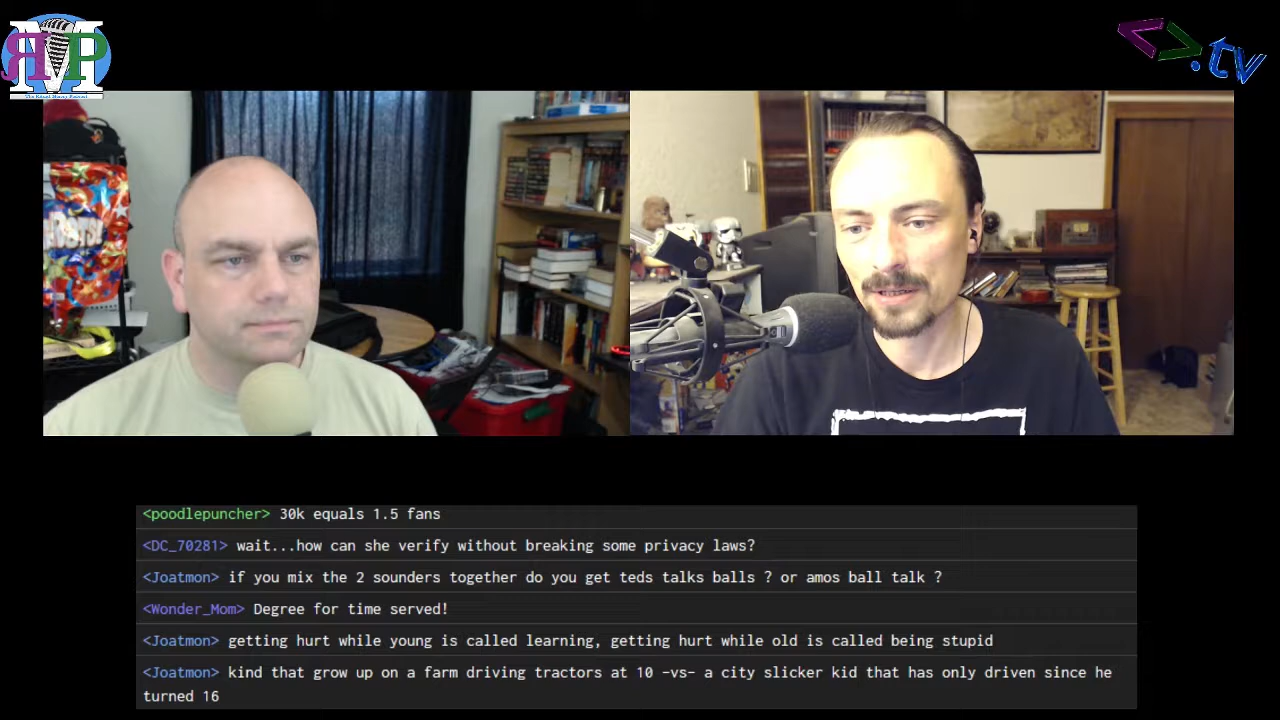 RMP
<>.tv
<poodlepuncher> 30k equals 1.5 fans
<DC_70281> wait...how can she verify without breaking some privacy laws?
<Joatmon> if you mix the 2 sounders together do you get teds talks balls ? or amos ball talk ?
<Wonder_Mom> Degree for time served!
<Joatmon> getting hurt while young is called learning, getting hurt while old is called being stupid
<Joatmon> kind that grow up on a farm driving tractors at 10 -vs- a city slicker kid that has only driven since he
turned 16